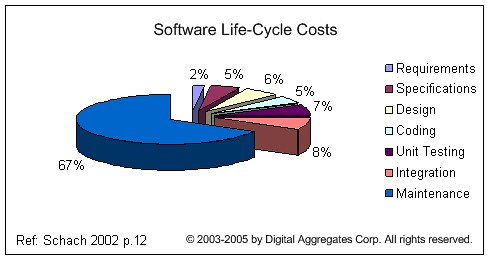 Software Life-Cycle Costs
2%
5%
6%
5%
7%
8%
67%
Requirements
Specifications
Design
Coding
Unit Testing
Integration
Maintenance
Ref: Schach 2002 p.12
© 2003-2005 by Digital Aggregates Corp. All rights reserved.